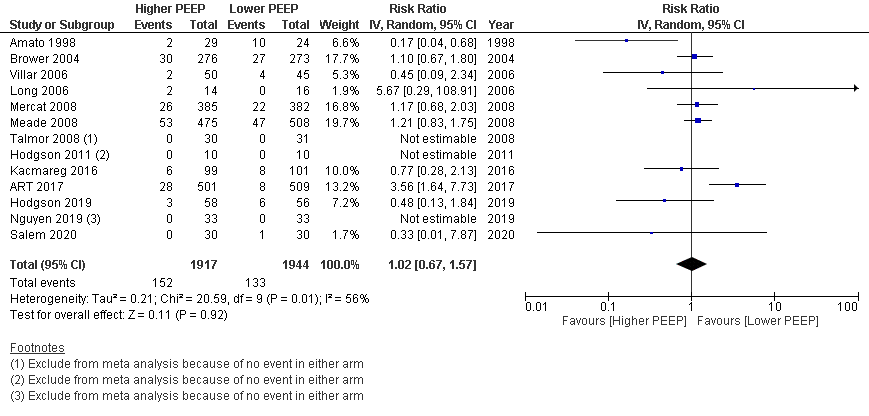 Higher PEEP Lower PEEP Risk Ratio Risk Ratio
Study or Subgroup Events Total Events Total Weight IV, Random, 95% CI Year IV, Random, 95% CI
Amato 1998 2 29 10 24 6.6% 0.17 [0.04, 0.68] 1998
Brower 2004 30 276 27 273 17.7% 1.10 [0.67, 1.80] 2004
Villar 2006 2 50 4 45 5.3% 0.45 [0.09, 2.34] 2006
Long 2006 2 14 0 16 1.9% 5.67 [0.29, 108.91] 2006
Mercat 2008 26 385 22 382 16.8% 1.17 [0.68, 2.03] 2008
Meade 2008 53 475 47 508 19.7% 1.21 [0.83, 1.75] 2008
Talmor 2008 (1) 0 30 0 31 Not estimable 2008
Hodgson 2011 (2) 0 10 0 10 Not estimable 2011
Kacmareg 2016 6 99 8 101 10.0% 0.77 [0.28, 2.13] 2016
ART 2017 28 501 8 509 13.2% 3.56 [1.64, 7.73] 2017
Hodgson 2019 3 58 6 56 7.2% 0.48 [0.13, 1.84] 2019
Nguyen 2019 (3) 0 33 0 33 Not estimable 2019
Salem 2020 0 30 1 30 1.7% 0.33 [0.01, 7.87] 2020
Total (95% CI) 1917 1944 100.0% 1.02 [0.67, 1.57]
Total events 152 133
Heterogeneity: Tau² = 0.21; Chi² = 20.59, df = 9 (P = 0.01); I² = 56%
Test for overall effect: Z = 0.11 (P = 0.92)
0.01 0.1 1 10 100
Favours [Higher PEEP] Favours [Lower PEEP]
Footnotes
(1) Exclude from meta analysis because of no event in either arm
(2) Exclude from meta analysis because of no event in either arm
(3) Exclude from meta analysis because of no event in either arm